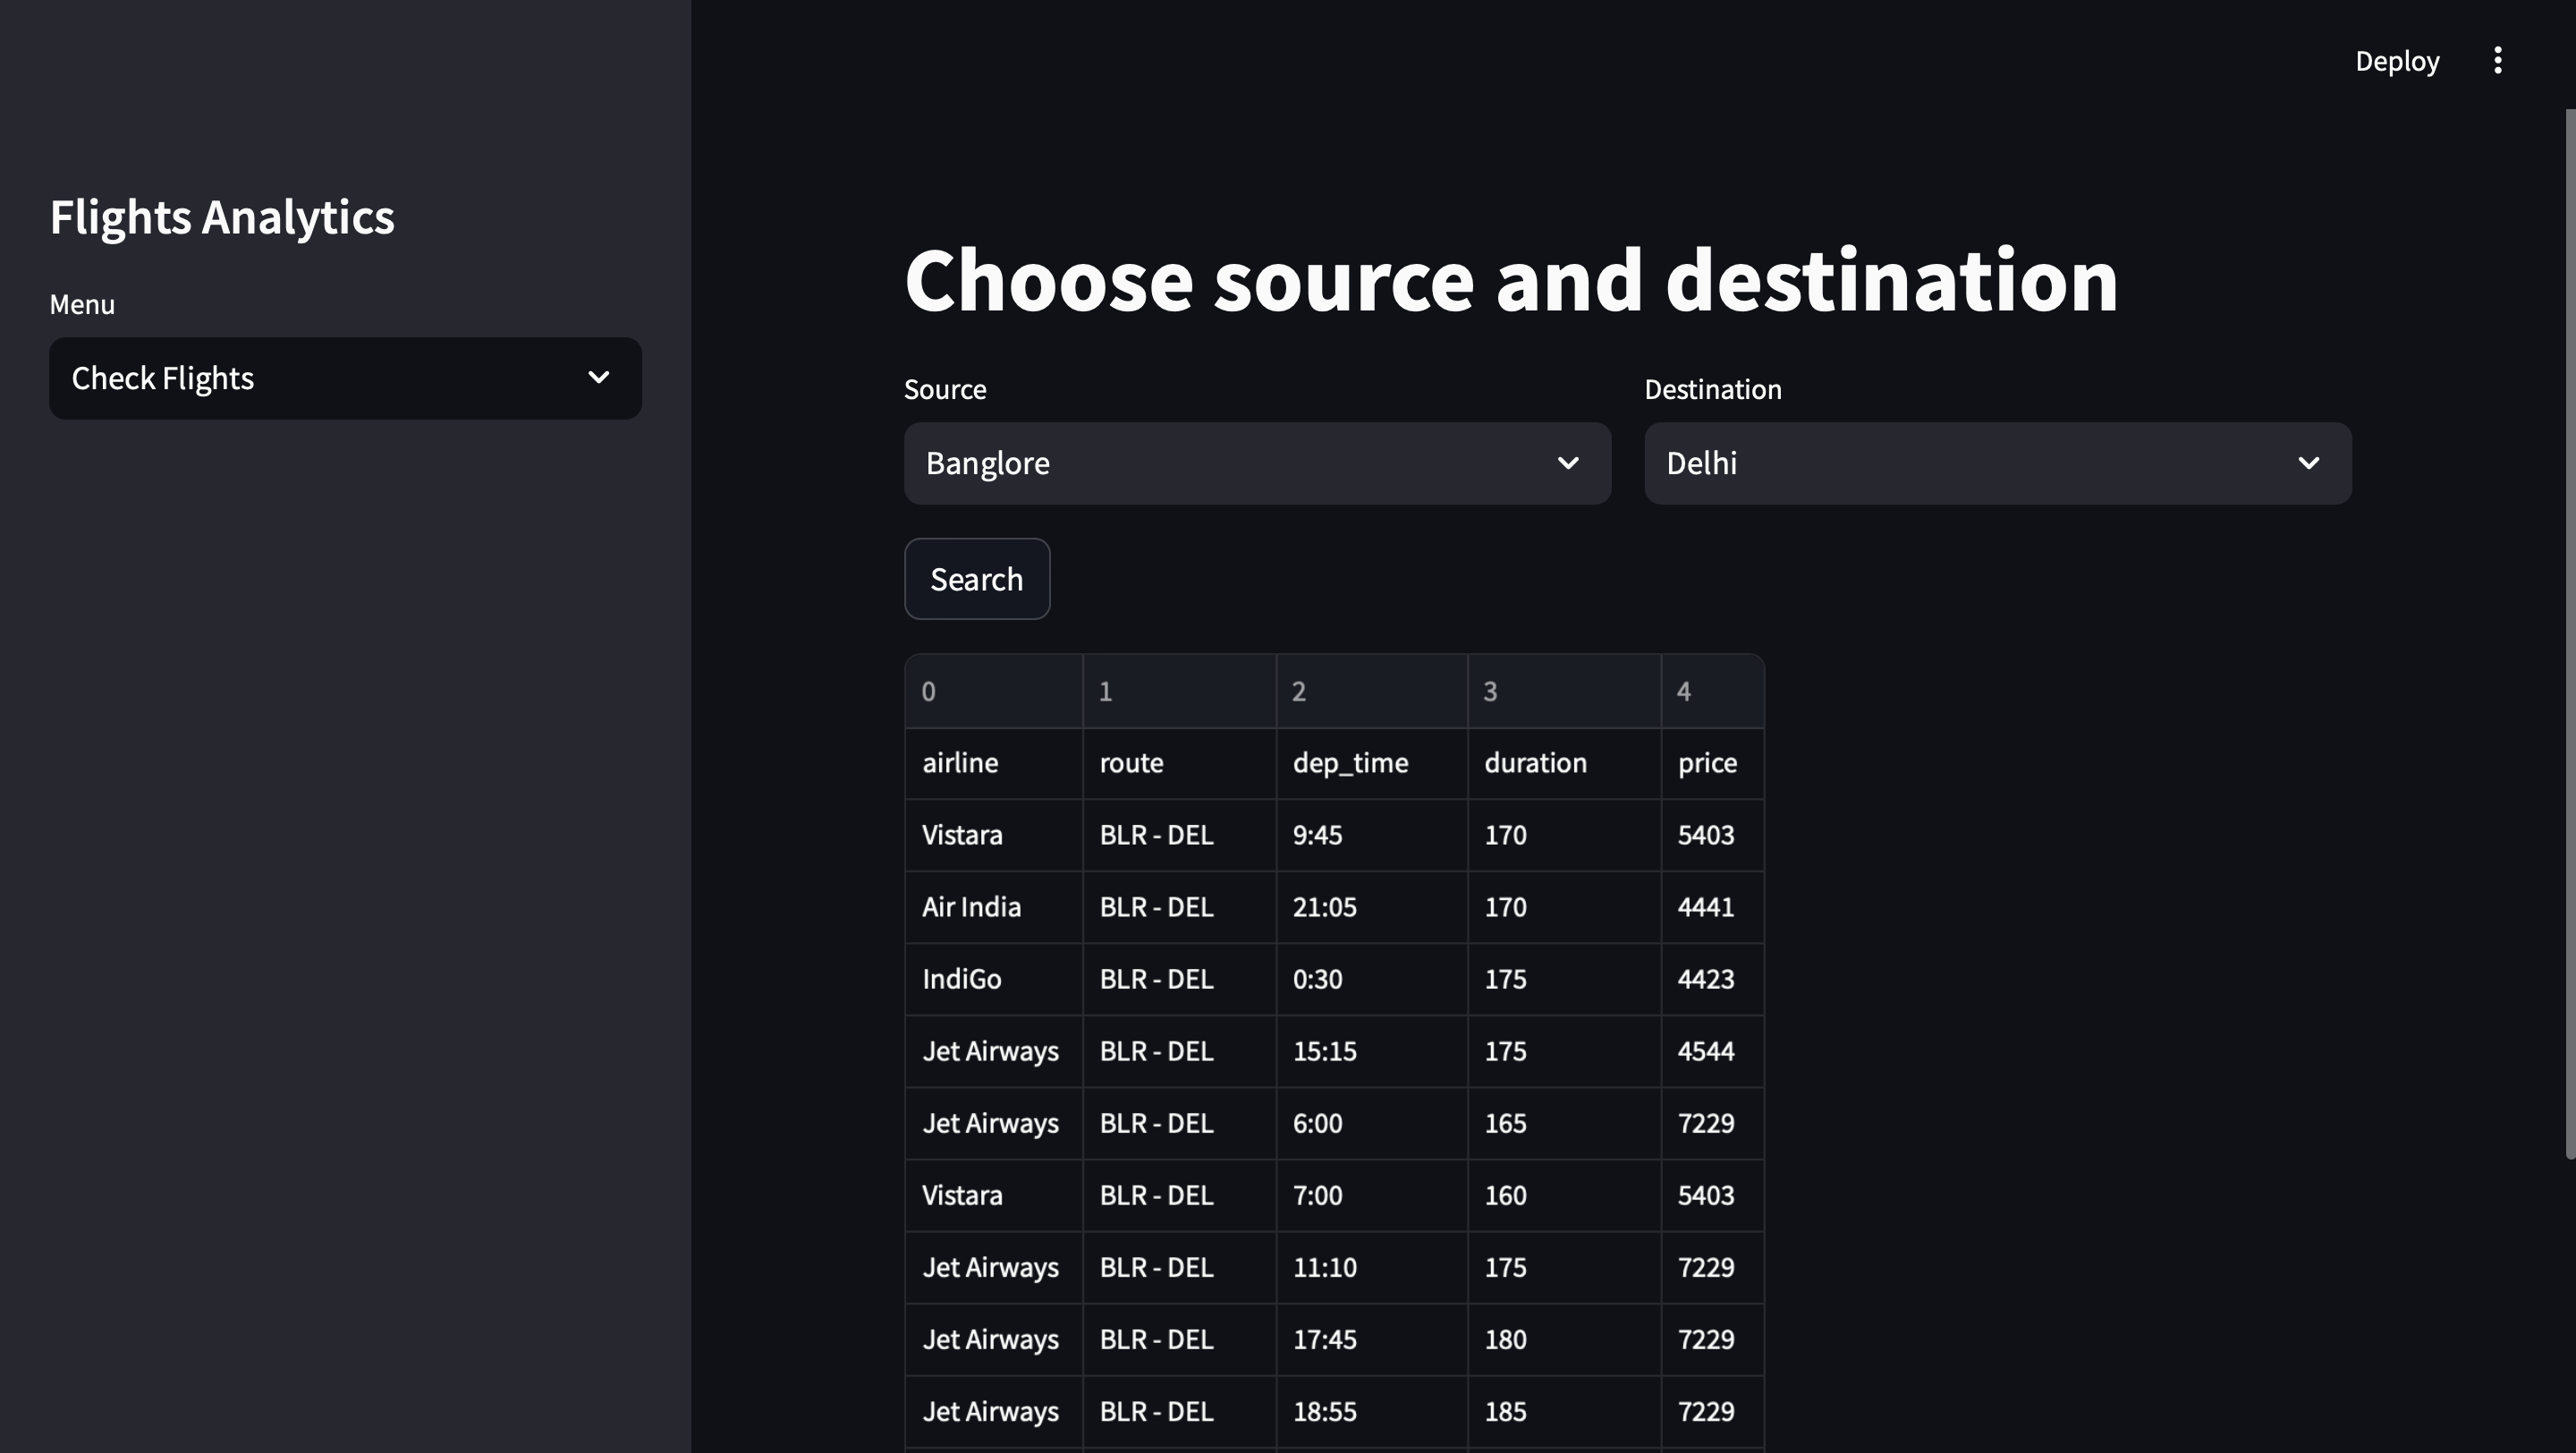 Deploy
Flights Analytics
Menu
Check Flights
Choose source and destination
Source Destination
Banglore Delhi
Search
0 1 2 3 4
airline route dep_time duration price
Vistara BLR - DEL 9:45 170 5403
Air India BLR - DEL 21:05 170 4441
IndiGo BLR - DEL 0:30 175 4423
Jet Airways BLR - DEL 15:15 175 4544
Jet Airways BLR - DEL 6:00 165 7229
Vistara BLR - DEL 7:00 160 5403
Jet Airways BLR - DEL 11:10 175 7229
Jet Airways BLR - DEL 17:45 180 7229
Jet Airways BLR - DEL 18:55 185 7229